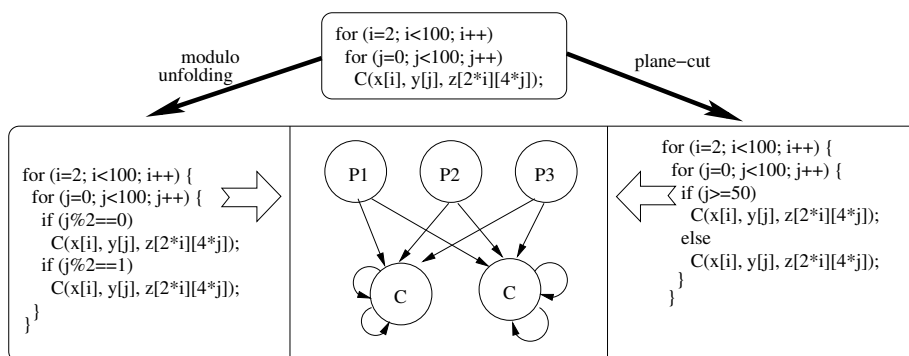 for (i=2; i<100; i++)
for (j=0; j<100; j++)
C(x[i], y[j], z[2*i][4*j]);
modulo
unfolding
plane−cut
for (i=2; i<100; i++) {
for (j=0; j<100; j++) {
if (j%2==0)
C(x[i], y[j], z[2*i][4*j]);
if (j%2==1)
C(x[i], y[j], z[2*i][4*j]);
}
}
P1
P2
P3
C
C
for (i=2; i<100; i++) {
for (j=0; j<100; j++) {
if (j>=50)
C(x[i], y[j], z[2*i][4*j]);
else
C(x[i], y[j], z[2*i][4*j]);
}
}